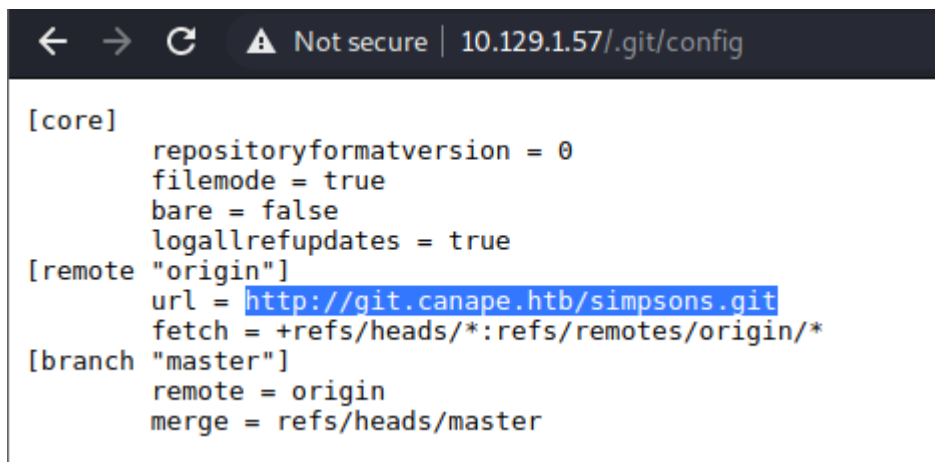 Not secure | 10.129.1.57/.git/config
[core]
        repositoryformatversion = 0
        filemode = true
        bare = false
        logallrefupdates = true
[remote "origin"]
        url = http://git.canape.htb/simpsons.git
        fetch = +refs/heads/*:refs/remotes/origin/*
[branch "master"]
        remote = origin
        merge = refs/heads/master